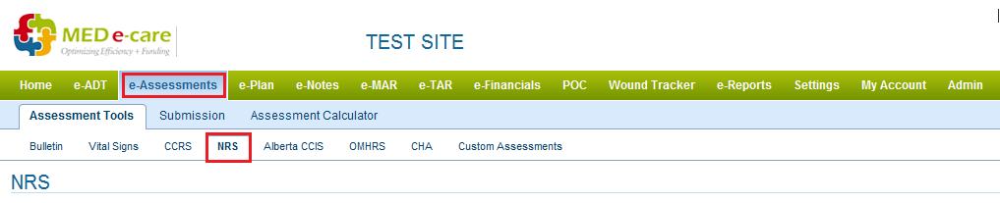 MED e-care
Optimizing Efficiency + Funding
TEST SITE
Home e-ADT e-Assessments e-Plan e-Notes e-MAR e-TAR e-Financials POC Wound Tracker e-Reports Settings My Account Admin
Assessment Tools Submission Assessment Calculator
Bulletin Vital Signs CCRS NRS Alberta CCIS OMHRS CHA Custom Assessments
NRS